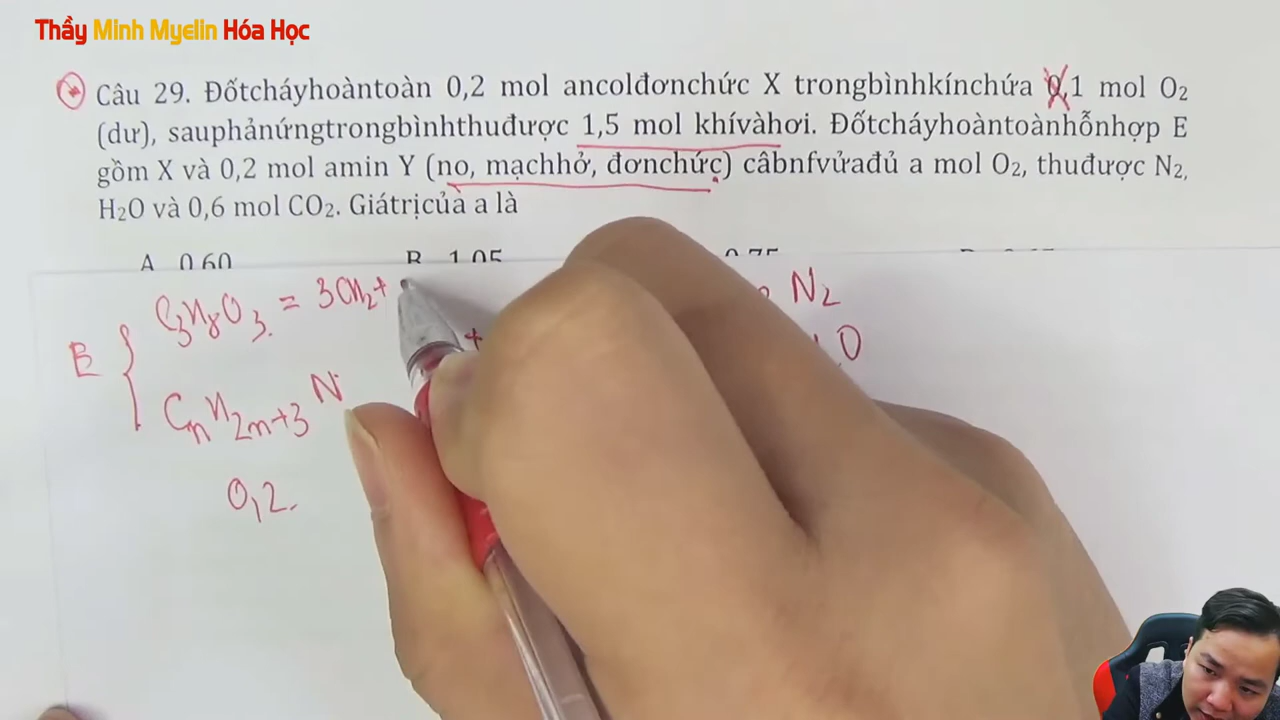 Thầy Minh Myelin Hóa Học
Câu 29. Đốtcháyhoàntoàn 0,2 mol ancolđơnchức X trongbìnhkínchứa 0,1 mol O₂
(dư), sauphảnứngtrongbìnhthuđược 1,5 mol khívàhơi. Đốtcháyhoàntoànhỗnhợp E
gồm X và 0,2 mol amin Y (no, mạchhở, đơnchức) câbnfvửađủ a mol O₂, thuđược N₂,
H₂O và 0,6 mol CO₂. Giátrịcủa a là
A 0.60 B 1.05
C₃H₈O₃ = 3CH₂+ N₂
E { + O
CₙH₂ₙ₊₃N
0,2.